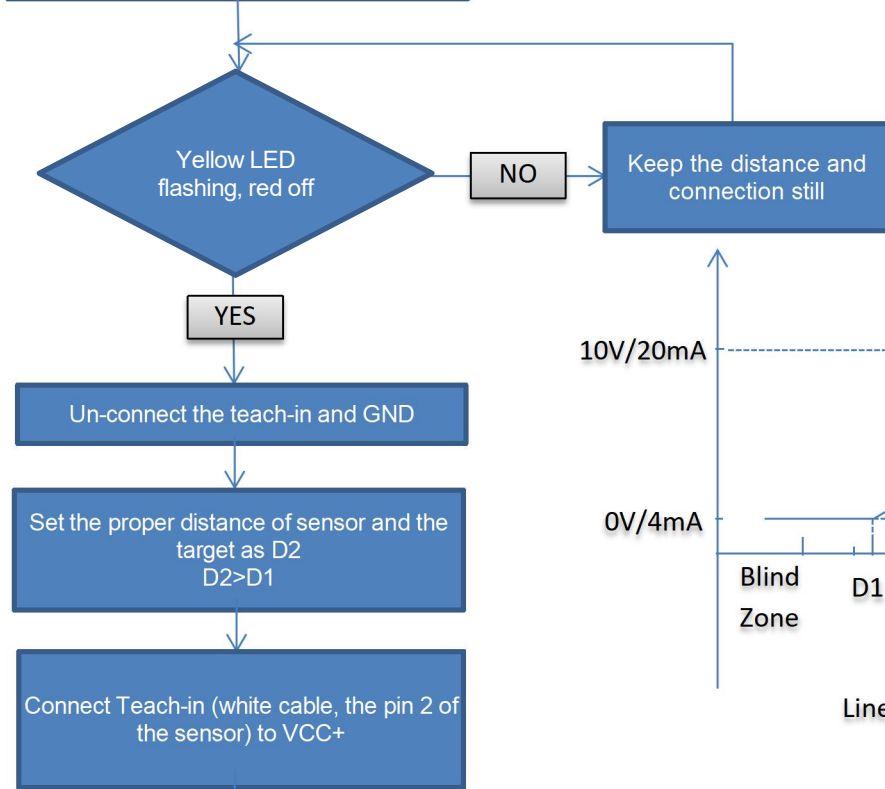 Yellow LED
flashing, red off
NO
Keep the distance and
connection still
YES
Un-connect the teach-in and GND
Set the proper distance of sensor and the
target as D2
D2>D1
Connect Teach-in (white cable, the pin 2 of
the sensor) to VCC+
10V/20mA
0V/4mA
Blind
Zone
D1
Line